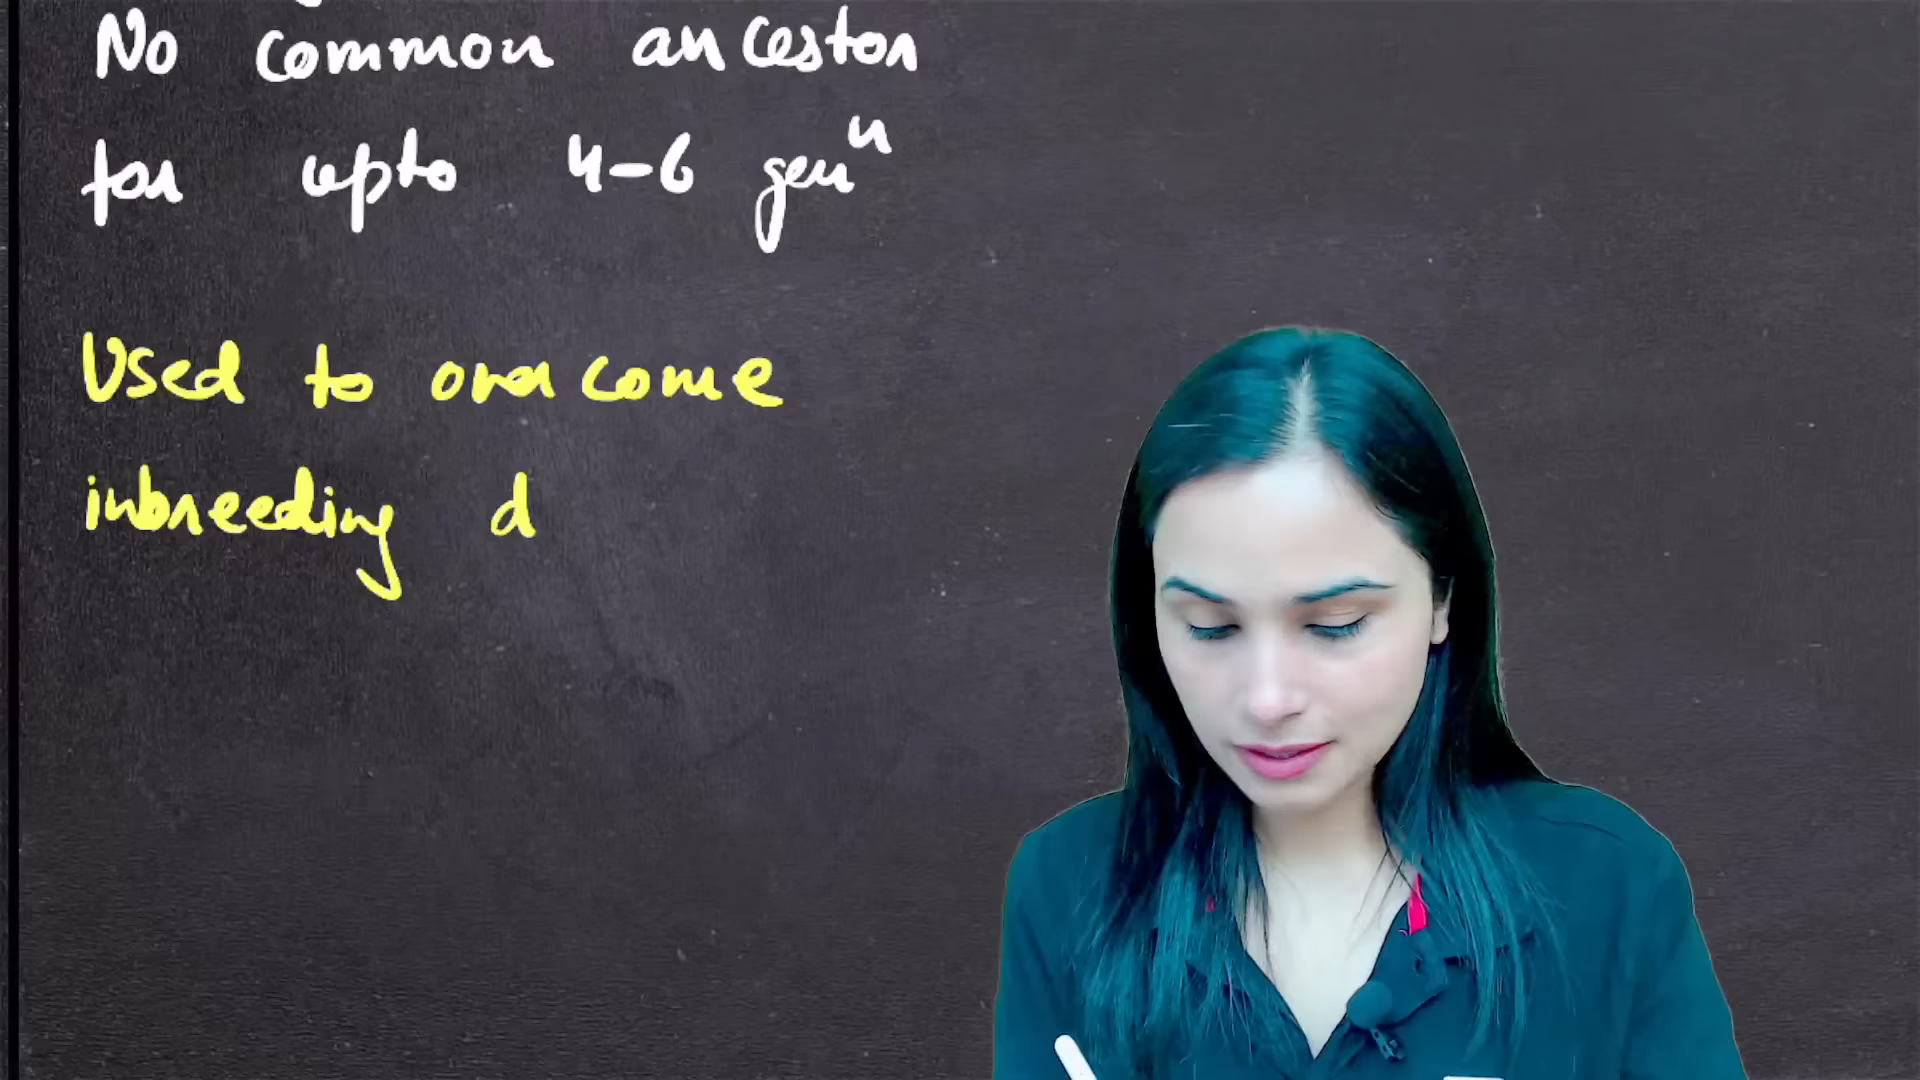 No common ancestor
for upto 4-6 genⁿ
Used to overcome
inbreeding d